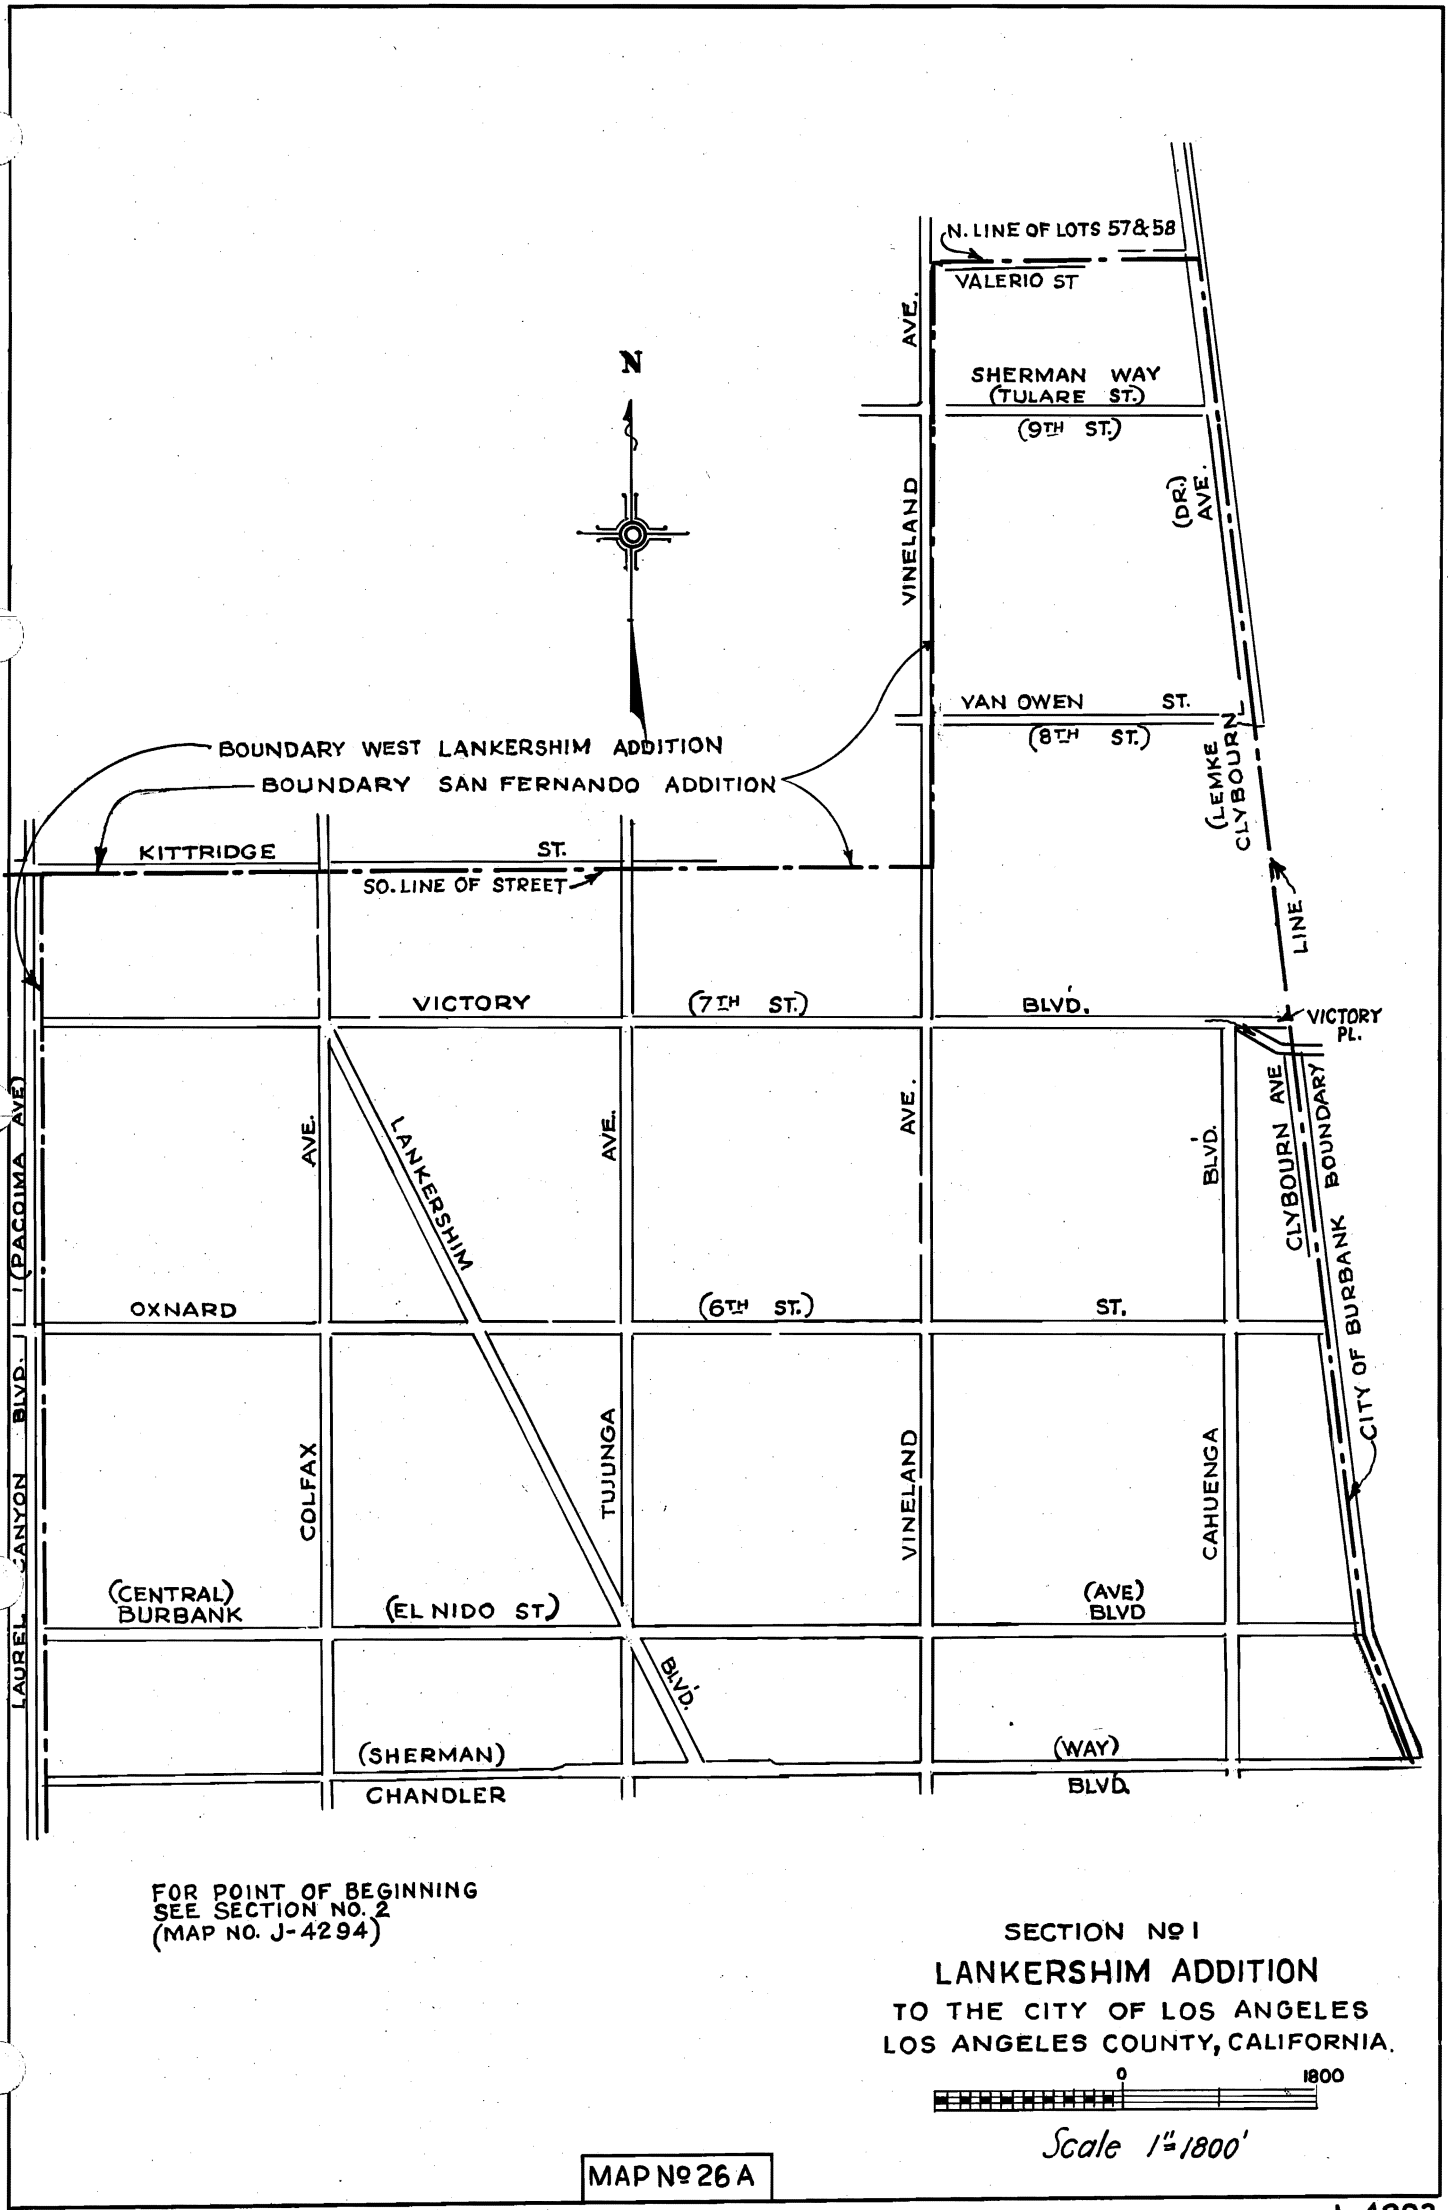 N. LINE OF LOTS 57 & 58
VALERIO ST
AVE.
N
SHERMAN WAY
(TULARE ST.)
(9TH ST.)
(DR.)
AVE.
VINELAND
VAN OWEN ST.
(8TH ST.)
(LEMKE
CLYBOURN
BOUNDARY WEST LANKERSHIM ADDITION
BOUNDARY SAN FERNANDO ADDITION
KITTRIDGE ST.
SO. LINE OF STREET
LINE
VICTORY (7TH ST.) BLVD.
VICTORY
PL.
(PACOIMA AVE)
AVE.
LANKERSHIM
AVE.
AVE.
BLVD.
CLYBOURN AVE
CITY OF BURBANK BOUNDARY
OXNARD (6TH ST.) ST.
LAUREL CANYON BLVD.
COLFAX
TUJUNGA
VINELAND
CAHUENGA
(CENTRAL) (AVE)
BURBANK (EL NIDO ST.) BLVD
BLVD.
(SHERMAN) (WAY)
CHANDLER BLVD.
FOR POINT OF BEGINNING
SEE SECTION NO. 2
(MAP NO. J-4294)
SECTION Nº 1
LANKERSHIM ADDITION
TO THE CITY OF LOS ANGELES
LOS ANGELES COUNTY, CALIFORNIA.
0 1800
Scale 1"=1800'
MAP Nº 26 A